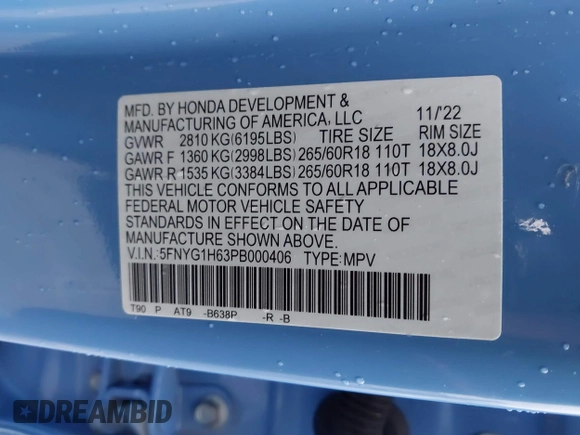 MFD. BY HONDA DEVELOPMENT &
MANUFACTURING OF AMERICA, LLC 11/'22
GVWR 2810 KG(6195LBS) TIRE SIZE RIM SIZE
GAWR F 1360 KG(2998LBS) 265/60R18 110T 18X8.0J
GAWR R 1535 KG(3384LBS) 265/60R18 110T 18X8.0J
THIS VEHICLE CONFORMS TO ALL APPLICABLE
FEDERAL MOTOR VEHICLE SAFETY
STANDARDS IN EFFECT ON THE DATE OF
MANUFACTURE SHOWN ABOVE.
V.I.N.:5FNYG1H63PB000406 TYPE:MPV
T90 P AT9 -B638P -R -B
DREAMBID